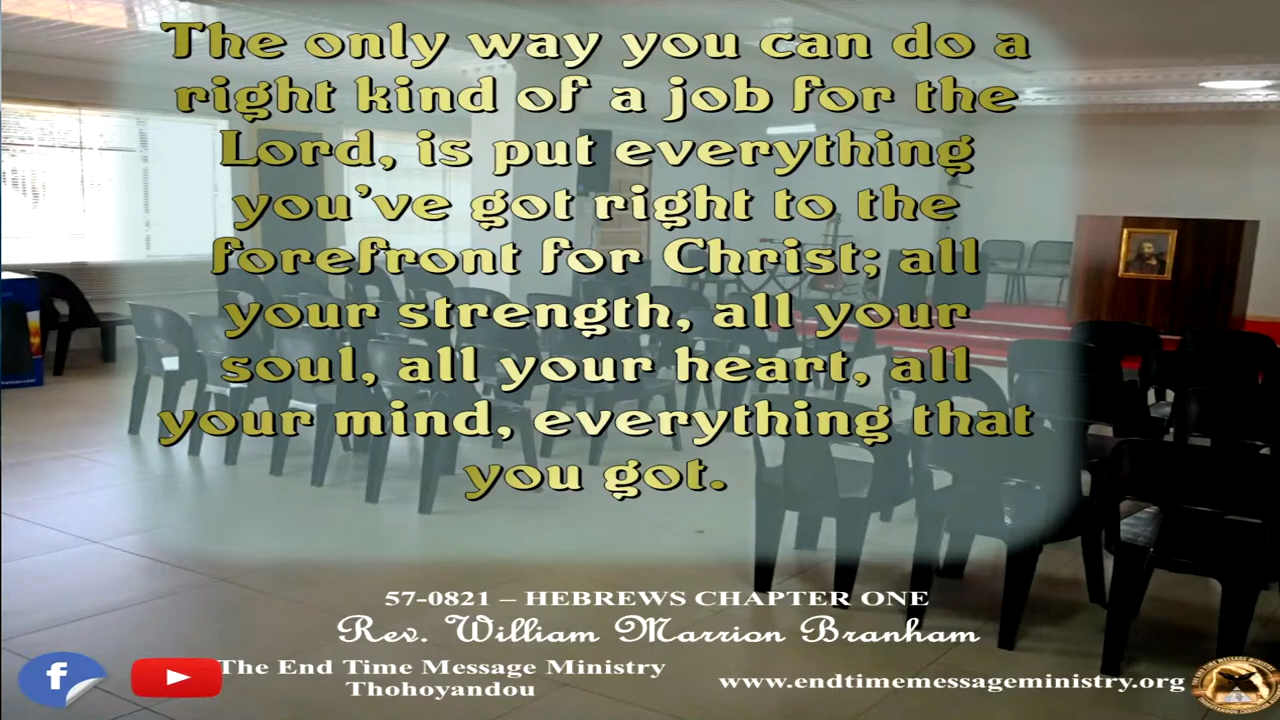 The only way you can do a
right kind of a job for the
Lord, is put everything
you've got right to the
forefront for Christ; all
your strength, all your
soul, all your heart, all
your mind, everything that
you got.
57-0821 – HEBREWS CHAPTER ONE
Rev. William Marrion Branham
The End Time Message Ministry
Thohoyandou
www.endtimemessageministry.org